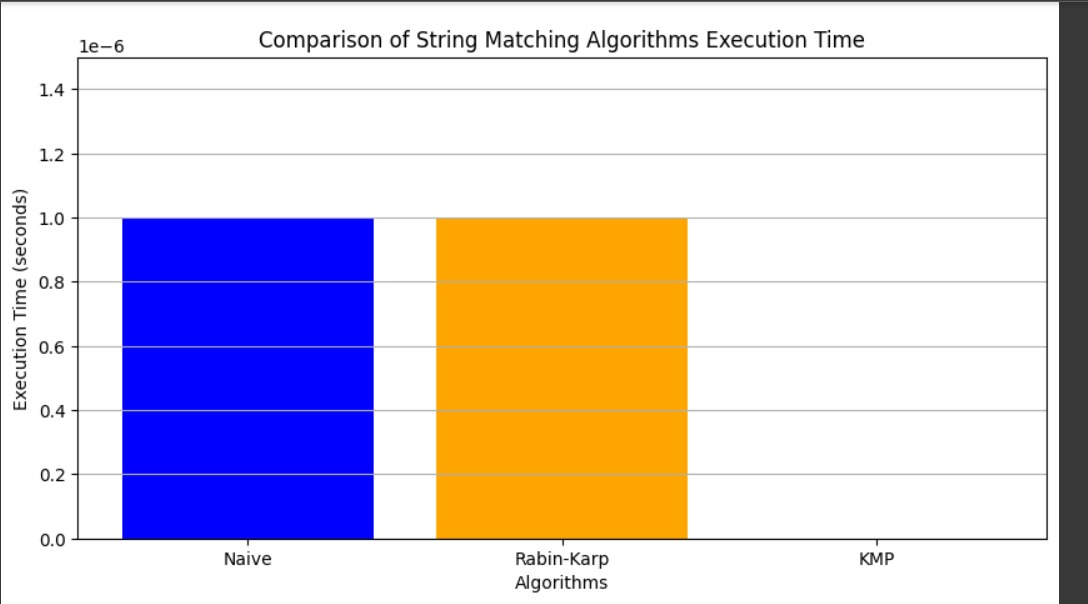 Comparison of String Matching Algorithms Execution Time
1e−6
1.4
1.2
1.0
0.8
0.6
0.4
0.2
0.0
Execution Time (seconds)
Naive
Rabin-Karp
KMP
Algorithms